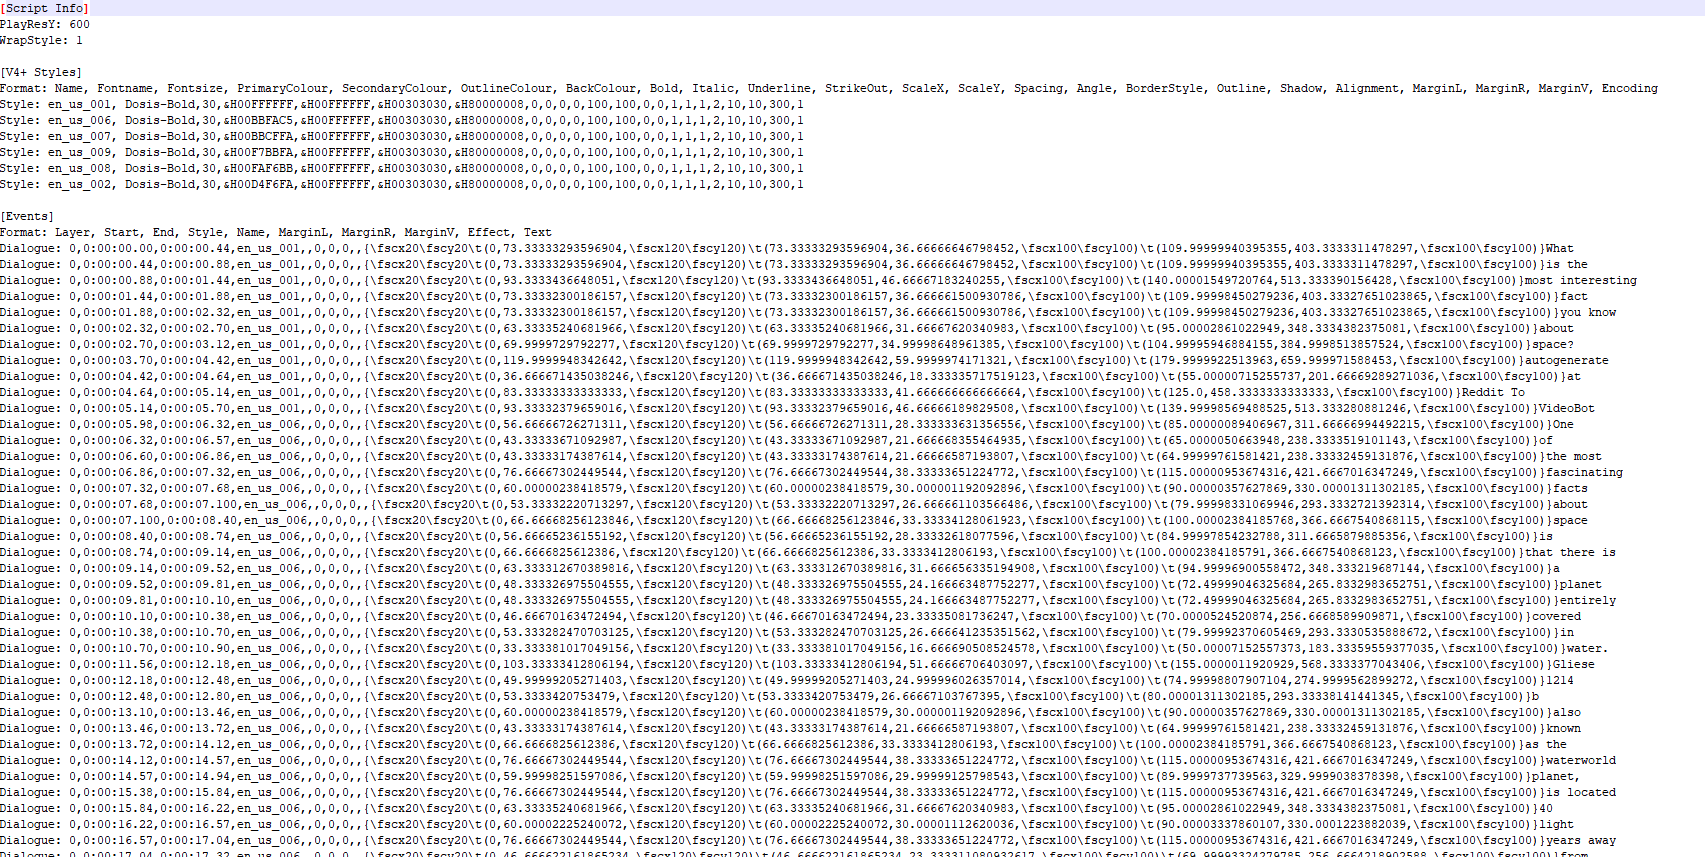 [Script Info]
PlayResY: 600
WrapStyle: 1
[V4+ Styles]
Format: Name, Fontname, Fontsize, PrimaryColour, SecondaryColour, OutlineColour, BackColour, Bold, Italic, Underline, StrikeOut, ScaleX, ScaleY, Spacing, Angle, BorderStyle, Outline, Shadow, Alignment, MarginL, MarginR, MarginV, Encoding
Style: en_us_001, Dosis-Bold,30,&H00FFFFFF,&H00FFFFFF,&H00303030,&H80000008,0,0,0,0,100,100,0,0,1,1,1,2,10,10,300,1
Style: en_us_006, Dosis-Bold,30,&H00BBFAC5,&H00FFFFFF,&H00303030,&H80000008,0,0,0,0,100,100,0,0,1,1,1,2,10,10,300,1
Style: en_us_007, Dosis-Bold,30,&H00BBCFFA,&H00FFFFFF,&H00303030,&H80000008,0,0,0,0,100,100,0,0,1,1,1,2,10,10,300,1
Style: en_us_009, Dosis-Bold,30,&H00F7BBFA,&H00FFFFFF,&H00303030,&H80000008,0,0,0,0,100,100,0,0,1,1,1,2,10,10,300,1
Style: en_us_008, Dosis-Bold,30,&H00FAF6BB,&H00FFFFFF,&H00303030,&H80000008,0,0,0,0,100,100,0,0,1,1,1,2,10,10,300,1
Style: en_us_002, Dosis-Bold,30,&H00D4F6FA,&H00FFFFFF,&H00303030,&H80000008,0,0,0,0,100,100,0,0,1,1,1,2,10,10,300,1
[Events]
Format: Layer, Start, End, Style, Name, MarginL, MarginR, MarginV, Effect, Text
Dialogue: 0,0:00:00.00,0:00:00.44,en_us_001,,0,0,0,,{\fscx20\fscy20\t(0,73.33333293596904,\fscx120\fscy120)\t(73.33333293596904,36.66666646798452,\fscx100\fscy100)\t(109.99999940395355,403.3333311478297,\fscx100\fscy100)}What
Dialogue: 0,0:00:00.44,0:00:00.88,en_us_001,,0,0,0,,{\fscx20\fscy20\t(0,73.33333293596904,\fscx120\fscy120)\t(73.33333293596904,36.66666646798452,\fscx100\fscy100)\t(109.99999940395355,403.3333311478297,\fscx100\fscy100)}is the
Dialogue: 0,0:00:00.88,0:00:01.44,en_us_001,,0,0,0,,{\fscx20\fscy20\t(0,93.3333436648051,\fscx120\fscy120)\t(93.3333436648051,46.66667183240255,\fscx100\fscy100)\t(140.00001549720764,513.333390156428,\fscx100\fscy100)}most interesting
Dialogue: 0,0:00:01.44,0:00:01.88,en_us_001,,0,0,0,,{\fscx20\fscy20\t(0,73.33332300186157,\fscx120\fscy120)\t(73.33332300186157,36.666661500930786,\fscx100\fscy100)\t(109.99998450279236,403.33327651023865,\fscx100\fscy100)}fact
Dialogue: 0,0:00:01.88,0:00:02.32,en_us_001,,0,0,0,,{\fscx20\fscy20\t(0,73.33332300186157,\fscx120\fscy120)\t(73.33332300186157,36.666661500930786,\fscx100\fscy100)\t(109.99998450279236,403.33327651023865,\fscx100\fscy100)}you know
Dialogue: 0,0:00:02.32,0:00:02.70,en_us_001,,0,0,0,,{\fscx20\fscy20\t(0,63.33335240681966,\fscx120\fscy120)\t(63.33335240681966,31.66667620340983,\fscx100\fscy100)\t(95.00002861022949,348.3334382375081,\fscx100\fscy100)}about
Dialogue: 0,0:00:02.70,0:00:03.12,en_us_001,,0,0,0,,{\fscx20\fscy20\t(0,69.9999729792277,\fscx120\fscy120)\t(69.9999729792277,34.99998648961385,\fscx100\fscy100)\t(104.99995946884155,384.9998513857524,\fscx100\fscy100)}space?
Dialogue: 0,0:00:03.70,0:00:04.42,en_us_001,,0,0,0,,{\fscx20\fscy20\t(0,119.9999948342642,\fscx120\fscy120)\t(119.9999948342642,59.9999974171321,\fscx100\fscy100)\t(179.9999922513963,659.999971588453,\fscx100\fscy100)}autogenerate
Dialogue: 0,0:00:04.42,0:00:04.64,en_us_001,,0,0,0,,{\fscx20\fscy20\t(0,36.666671435038246,\fscx120\fscy120)\t(36.666671435038246,18.333335717519123,\fscx100\fscy100)\t(55.00000715255737,201.66669289271036,\fscx100\fscy100)}at
Dialogue: 0,0:00:04.64,0:00:05.14,en_us_001,,0,0,0,,{\fscx20\fscy20\t(0,83.33333333333333,\fscx120\fscy120)\t(83.33333333333333,41.666666666666664,\fscx100\fscy100)\t(125.0,458.3333333333333,\fscx100\fscy100)}Reddit To
Dialogue: 0,0:00:05.14,0:00:05.70,en_us_001,,0,0,0,,{\fscx20\fscy20\t(0,93.33332379659016,\fscx120\fscy120)\t(93.33332379659016,46.66666189829508,\fscx100\fscy100)\t(139.99998569488525,513.333280881246,\fscx100\fscy100)}VideoBot
Dialogue: 0,0:00:05.98,0:00:06.32,en_us_006,,0,0,0,,{\fscx20\fscy20\t(0,56.66666726271311,\fscx120\fscy120)\t(56.66666726271311,28.333333631356556,\fscx100\fscy100)\t(85.00000089406967,311.66666994492215,\fscx100\fscy100)}One
Dialogue: 0,0:00:06.32,0:00:06.57,en_us_006,,0,0,0,,{\fscx20\fscy20\t(0,43.33333671092987,\fscx120\fscy120)\t(43.33333671092987,21.666668355464935,\fscx100\fscy100)\t(65.0000050663948,238.3333519101143,\fscx100\fscy100)}of
Dialogue: 0,0:00:06.60,0:00:06.86,en_us_006,,0,0,0,,{\fscx20\fscy20\t(0,43.33333174387614,\fscx120\fscy120)\t(43.33333174387614,21.66666587193807,\fscx100\fscy100)\t(64.99999761581421,238.33332459131876,\fscx100\fscy100)}the most
Dialogue: 0,0:00:06.86,0:00:07.32,en_us_006,,0,0,0,,{\fscx20\fscy20\t(0,76.66667302449544,\fscx120\fscy120)\t(76.66667302449544,38.33333651224772,\fscx100\fscy100)\t(115.00000953674316,421.6667016347249,\fscx100\fscy100)}fascinating
Dialogue: 0,0:00:07.32,0:00:07.68,en_us_006,,0,0,0,,{\fscx20\fscy20\t(0,60.00000238418579,\fscx120\fscy120)\t(60.00000238418579,30.000001192092896,\fscx100\fscy100)\t(90.00000357627869,330.00001311302185,\fscx100\fscy100)}facts
Dialogue: 0,0:00:07.68,0:00:07.100,en_us_006,,0,0,0,,{\fscx20\fscy20\t(0,53.33332220713297,\fscx120\fscy120)\t(53.33332220713297,26.666661103566486,\fscx100\fscy100)\t(79.99998331069946,293.3332721392314,\fscx100\fscy100)}about
Dialogue: 0,0:00:07.100,0:00:08.40,en_us_006,,0,0,0,,{\fscx20\fscy20\t(0,66.66668256123846,\fscx120\fscy120)\t(66.66668256123846,33.33334128061923,\fscx100\fscy100)\t(100.00002384185768,366.6667540868115,\fscx100\fscy100)}space
Dialogue: 0,0:00:08.40,0:00:08.74,en_us_006,,0,0,0,,{\fscx20\fscy20\t(0,56.66665236155192,\fscx120\fscy120)\t(56.66665236155192,28.33332618077596,\fscx100\fscy100)\t(84.99997854232788,311.6665879885356,\fscx100\fscy100)}is
Dialogue: 0,0:00:08.74,0:00:09.14,en_us_006,,0,0,0,,{\fscx20\fscy20\t(0,66.6666825612386,\fscx120\fscy120)\t(66.6666825612386,33.3333412806193,\fscx100\fscy100)\t(100.00002384185791,366.6667540868123,\fscx100\fscy100)}that there is
Dialogue: 0,0:00:09.14,0:00:09.52,en_us_006,,0,0,0,,{\fscx20\fscy20\t(0,63.333312670389816,\fscx120\fscy120)\t(63.333312670389816,31.666656335194908,\fscx100\fscy100)\t(94.99996900558472,348.333219687144,\fscx100\fscy100)}a
Dialogue: 0,0:00:09.52,0:00:09.81,en_us_006,,0,0,0,,{\fscx20\fscy20\t(0,48.333326975504555,\fscx120\fscy120)\t(48.333326975504555,24.166663487752277,\fscx100\fscy100)\t(72.49999046325684,265.8332983652751,\fscx100\fscy100)}planet
Dialogue: 0,0:00:09.81,0:00:10.10,en_us_006,,0,0,0,,{\fscx20\fscy20\t(0,48.333326975504555,\fscx120\fscy120)\t(48.333326975504555,24.166663487752277,\fscx100\fscy100)\t(72.49999046325684,265.8332983652751,\fscx100\fscy100)}entirely
Dialogue: 0,0:00:10.10,0:00:10.38,en_us_006,,0,0,0,,{\fscx20\fscy20\t(0,46.6670163472494,\fscx120\fscy120)\t(46.6670163472494,23.33335081736247,\fscx100\fscy100)\t(70.0000524520874,256.6668589909871,\fscx100\fscy100)}covered
Dialogue: 0,0:00:10.38,0:00:10.70,en_us_006,,0,0,0,,{\fscx20\fscy20\t(0,53.333282470703125,\fscx120\fscy120)\t(53.333282470703125,26.666641235351562,\fscx100\fscy100)\t(79.99992370605469,293.3330535888672,\fscx100\fscy100)}in
Dialogue: 0,0:00:10.70,0:00:10.90,en_us_006,,0,0,0,,{\fscx20\fscy20\t(0,33.333381017049156,\fscx120\fscy120)\t(33.333381017049156,16.666690508524578,\fscx100\fscy100)\t(50.00007152557373,183.33359559377035,\fscx100\fscy100)}water.
Dialogue: 0,0:00:11.56,0:00:12.18,en_us_006,,0,0,0,,{\fscx20\fscy20\t(0,103.33333412806194,\fscx120\fscy120)\t(103.33333412806194,51.66666706403097,\fscx100\fscy100)\t(155.0000011920929,568.3333377043406,\fscx100\fscy100)}Gliese
Dialogue: 0,0:00:12.18,0:00:12.48,en_us_006,,0,0,0,,{\fscx20\fscy20\t(0,49.99999205271403,\fscx120\fscy120)\t(49.99999205271403,24.999996026357014,\fscx100\fscy100)\t(74.99998807907104,274.9999562899272,\fscx100\fscy100)}1214
Dialogue: 0,0:00:12.48,0:00:12.80,en_us_006,,0,0,0,,{\fscx20\fscy20\t(0,53.3333420753479,\fscx120\fscy120)\t(53.3333420753479,26.66667103767395,\fscx100\fscy100)\t(80.00001311302185,293.33338141441345,\fscx100\fscy100)}b
Dialogue: 0,0:00:13.10,0:00:13.46,en_us_006,,0,0,0,,{\fscx20\fscy20\t(0,60.00000238418579,\fscx120\fscy120)\t(60.00000238418579,30.000001192092896,\fscx100\fscy100)\t(90.00000357627869,330.00001311302185,\fscx100\fscy100)}also
Dialogue: 0,0:00:13.46,0:00:13.72,en_us_006,,0,0,0,,{\fscx20\fscy20\t(0,43.33333174387614,\fscx120\fscy120)\t(43.33333174387614,21.66666587193807,\fscx100\fscy100)\t(64.99999761581421,238.33332459131876,\fscx100\fscy100)}known
Dialogue: 0,0:00:13.72,0:00:14.12,en_us_006,,0,0,0,,{\fscx20\fscy20\t(0,66.6666825612386,\fscx120\fscy120)\t(66.6666825612386,33.3333412806193,\fscx100\fscy100)\t(100.00002384185791,366.6667540868123,\fscx100\fscy100)}as the
Dialogue: 0,0:00:14.12,0:00:14.57,en_us_006,,0,0,0,,{\fscx20\fscy20\t(0,76.66667302449544,\fscx120\fscy120)\t(76.66667302449544,38.33333651224772,\fscx100\fscy100)\t(115.00000953674316,421.6667016347249,\fscx100\fscy100)}waterworld
Dialogue: 0,0:00:14.57,0:00:14.94,en_us_006,,0,0,0,,{\fscx20\fscy20\t(0,59.99998251597086,\fscx120\fscy120)\t(59.99998251597086,29.99999125798543,\fscx100\fscy100)\t(89.9999737739563,329.9999038378398,\fscx100\fscy100)}planet,
Dialogue: 0,0:00:15.38,0:00:15.84,en_us_006,,0,0,0,,{\fscx20\fscy20\t(0,76.66667302449544,\fscx120\fscy120)\t(76.66667302449544,38.33333651224772,\fscx100\fscy100)\t(115.00000953674316,421.6667016347249,\fscx100\fscy100)}is located
Dialogue: 0,0:00:15.84,0:00:16.22,en_us_006,,0,0,0,,{\fscx20\fscy20\t(0,63.33335240681966,\fscx120\fscy120)\t(63.33335240681966,31.66667620340983,\fscx100\fscy100)\t(95.00002861022949,348.3334382375081,\fscx100\fscy100)}40
Dialogue: 0,0:00:16.22,0:00:16.57,en_us_006,,0,0,0,,{\fscx20\fscy20\t(0,60.00002225240072,\fscx120\fscy120)\t(60.00002225240072,30.00001112620036,\fscx100\fscy100)\t(90.00003337860107,330.0001223882039,\fscx100\fscy100)}light
Dialogue: 0,0:00:16.57,0:00:17.04,en_us_006,,0,0,0,,{\fscx20\fscy20\t(0,76.66667302449544,\fscx120\fscy120)\t(76.66667302449544,38.33333651224772,\fscx100\fscy100)\t(115.00000953674316,421.6667016347249,\fscx100\fscy100)}years away